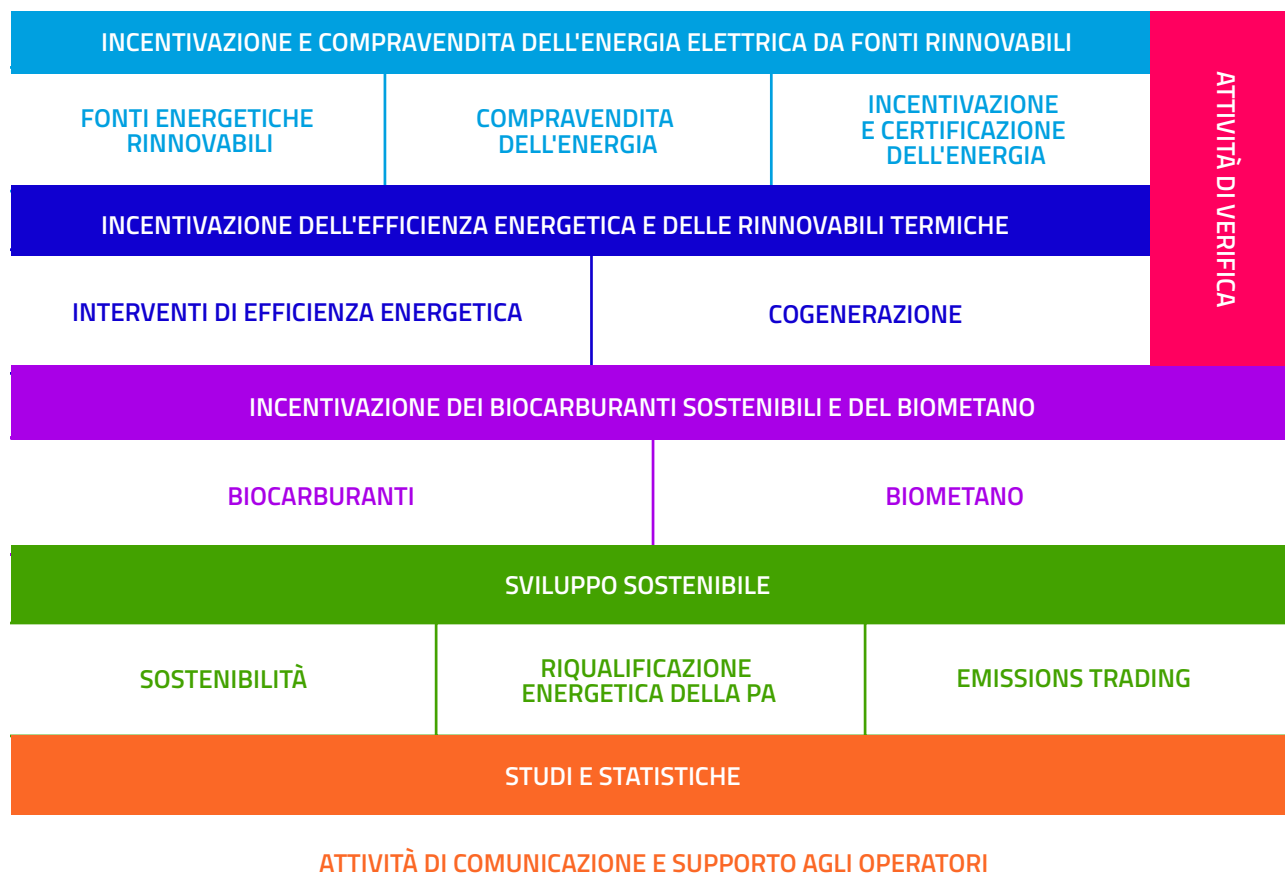 INCENTIVAZIONE E COMPRAVENDITA DELL'ENERGIA ELETTRICA DA FONTI RINNOVABILI
FONTI ENERGETICHE
RINNOVABILI
COMPRAVENDITA
DELL'ENERGIA
INCENTIVAZIONE
E CERTIFICAZIONE
DELL'ENERGIA
ATTIVITÀ DI VERIFICA
INCENTIVAZIONE DELL'EFFICIENZA ENERGETICA E DELLE RINNOVABILI TERMICHE
INTERVENTI DI EFFICIENZA ENERGETICA
COGENERAZIONE
INCENTIVAZIONE DEI BIOCARBURANTI SOSTENIBILI E DEL BIOMETANO
BIOCARBURANTI
BIOMETANO
SVILUPPO SOSTENIBILE
SOSTENIBILITÀ
RIQUALIFICAZIONE
ENERGETICA DELLA PA
EMISSIONS TRADING
STUDI E STATISTICHE
ATTIVITÀ DI COMUNICAZIONE E SUPPORTO AGLI OPERATORI